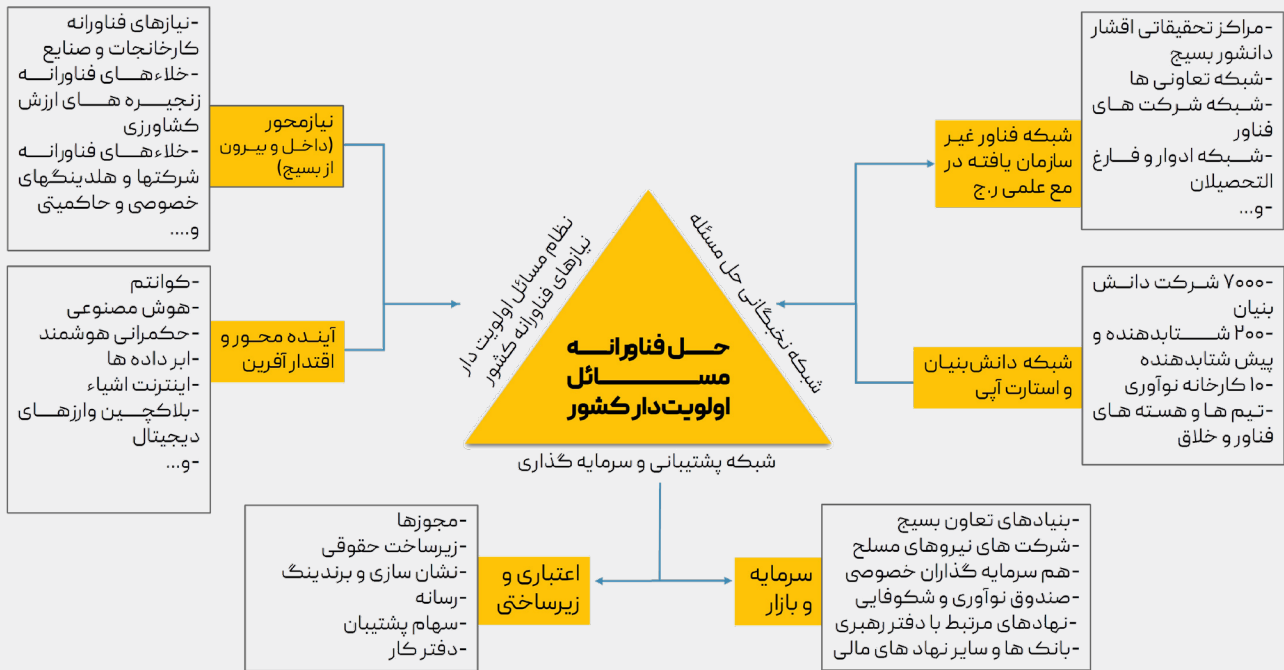 -مراکز تحقیقاتی اقشار
دانشور بسیج
-شبکه تعاونی ها
-شبکه شرکت های
فناور
-شبکه ادوار و فارغ
التحصیلان
-و...
شبکه فناور غیر
سازمان یافته در
مع علمی ر.ج
-۷۰۰۰ شرکت دانش
بنیان
-۲۰۰ شتابدهنده و
پیش شتابدهنده
-۱۰ کارخانه نوآوری
-تیم ها و هسته های
فناور و خلاق
شبکه دانش‌بنیان
و استارت آپی
شبکه نخبگانی حل مسئله
حل فناورانه
مسائل
اولویت‌دار کشور
نظام مسائل اولویت دار
نیازهای فناورانه کشور
-نیازهای فناورانه
کارخانجات و صنایع
-خلاءهای فناورانه
زنجیره های ارزش
کشاورزی
-خلاءهای فناورانه
شرکتها و هلدینگهای
خصوصی و حاکمیتی
و....
نیازمحور
(داخل و بیرون
از بسیج)
-کوانتم
-هوش مصنوعی
-حکمرانی هوشمند
-ابر داده ها
-اینترنت اشیاء
-بلاکچین وارزهای
دیجیتال
-و...
آینده محور و
اقتدار آفرین
شبکه پشتیبانی و سرمایه گذاری
-بنیادهای تعاون بسیج
-شرکت های نیروهای مسلح
-هم سرمایه گذاران خصوصی
-صندوق نوآوری و شکوفایی
-نهادهای مرتبط با دفتر رهبری
-بانک ها و سایر نهاد های مالی
سرمایه
و بازار
اعتباری و
زیرساختی
-مجوزها
-زیرساخت حقوقی
-نشان سازی و برندینگ
-رسانه
-سهام پشتیبان
-دفتر کار